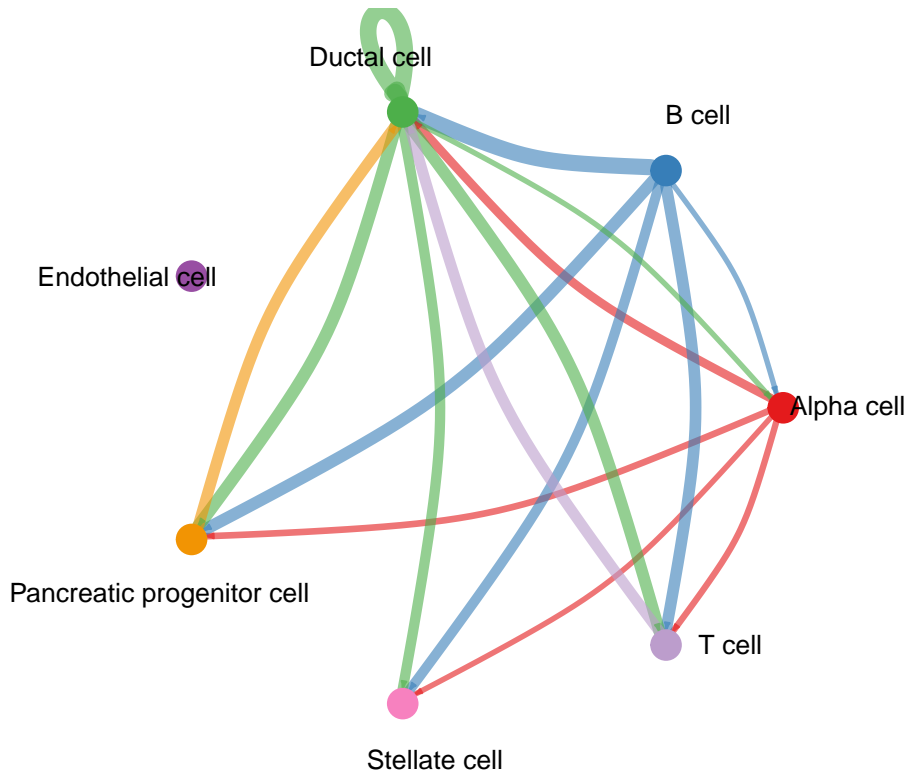 Ductal cell
B cell
Endothelial cell
Alpha cell
Pancreatic progenitor cell
T cell
Stellate cell